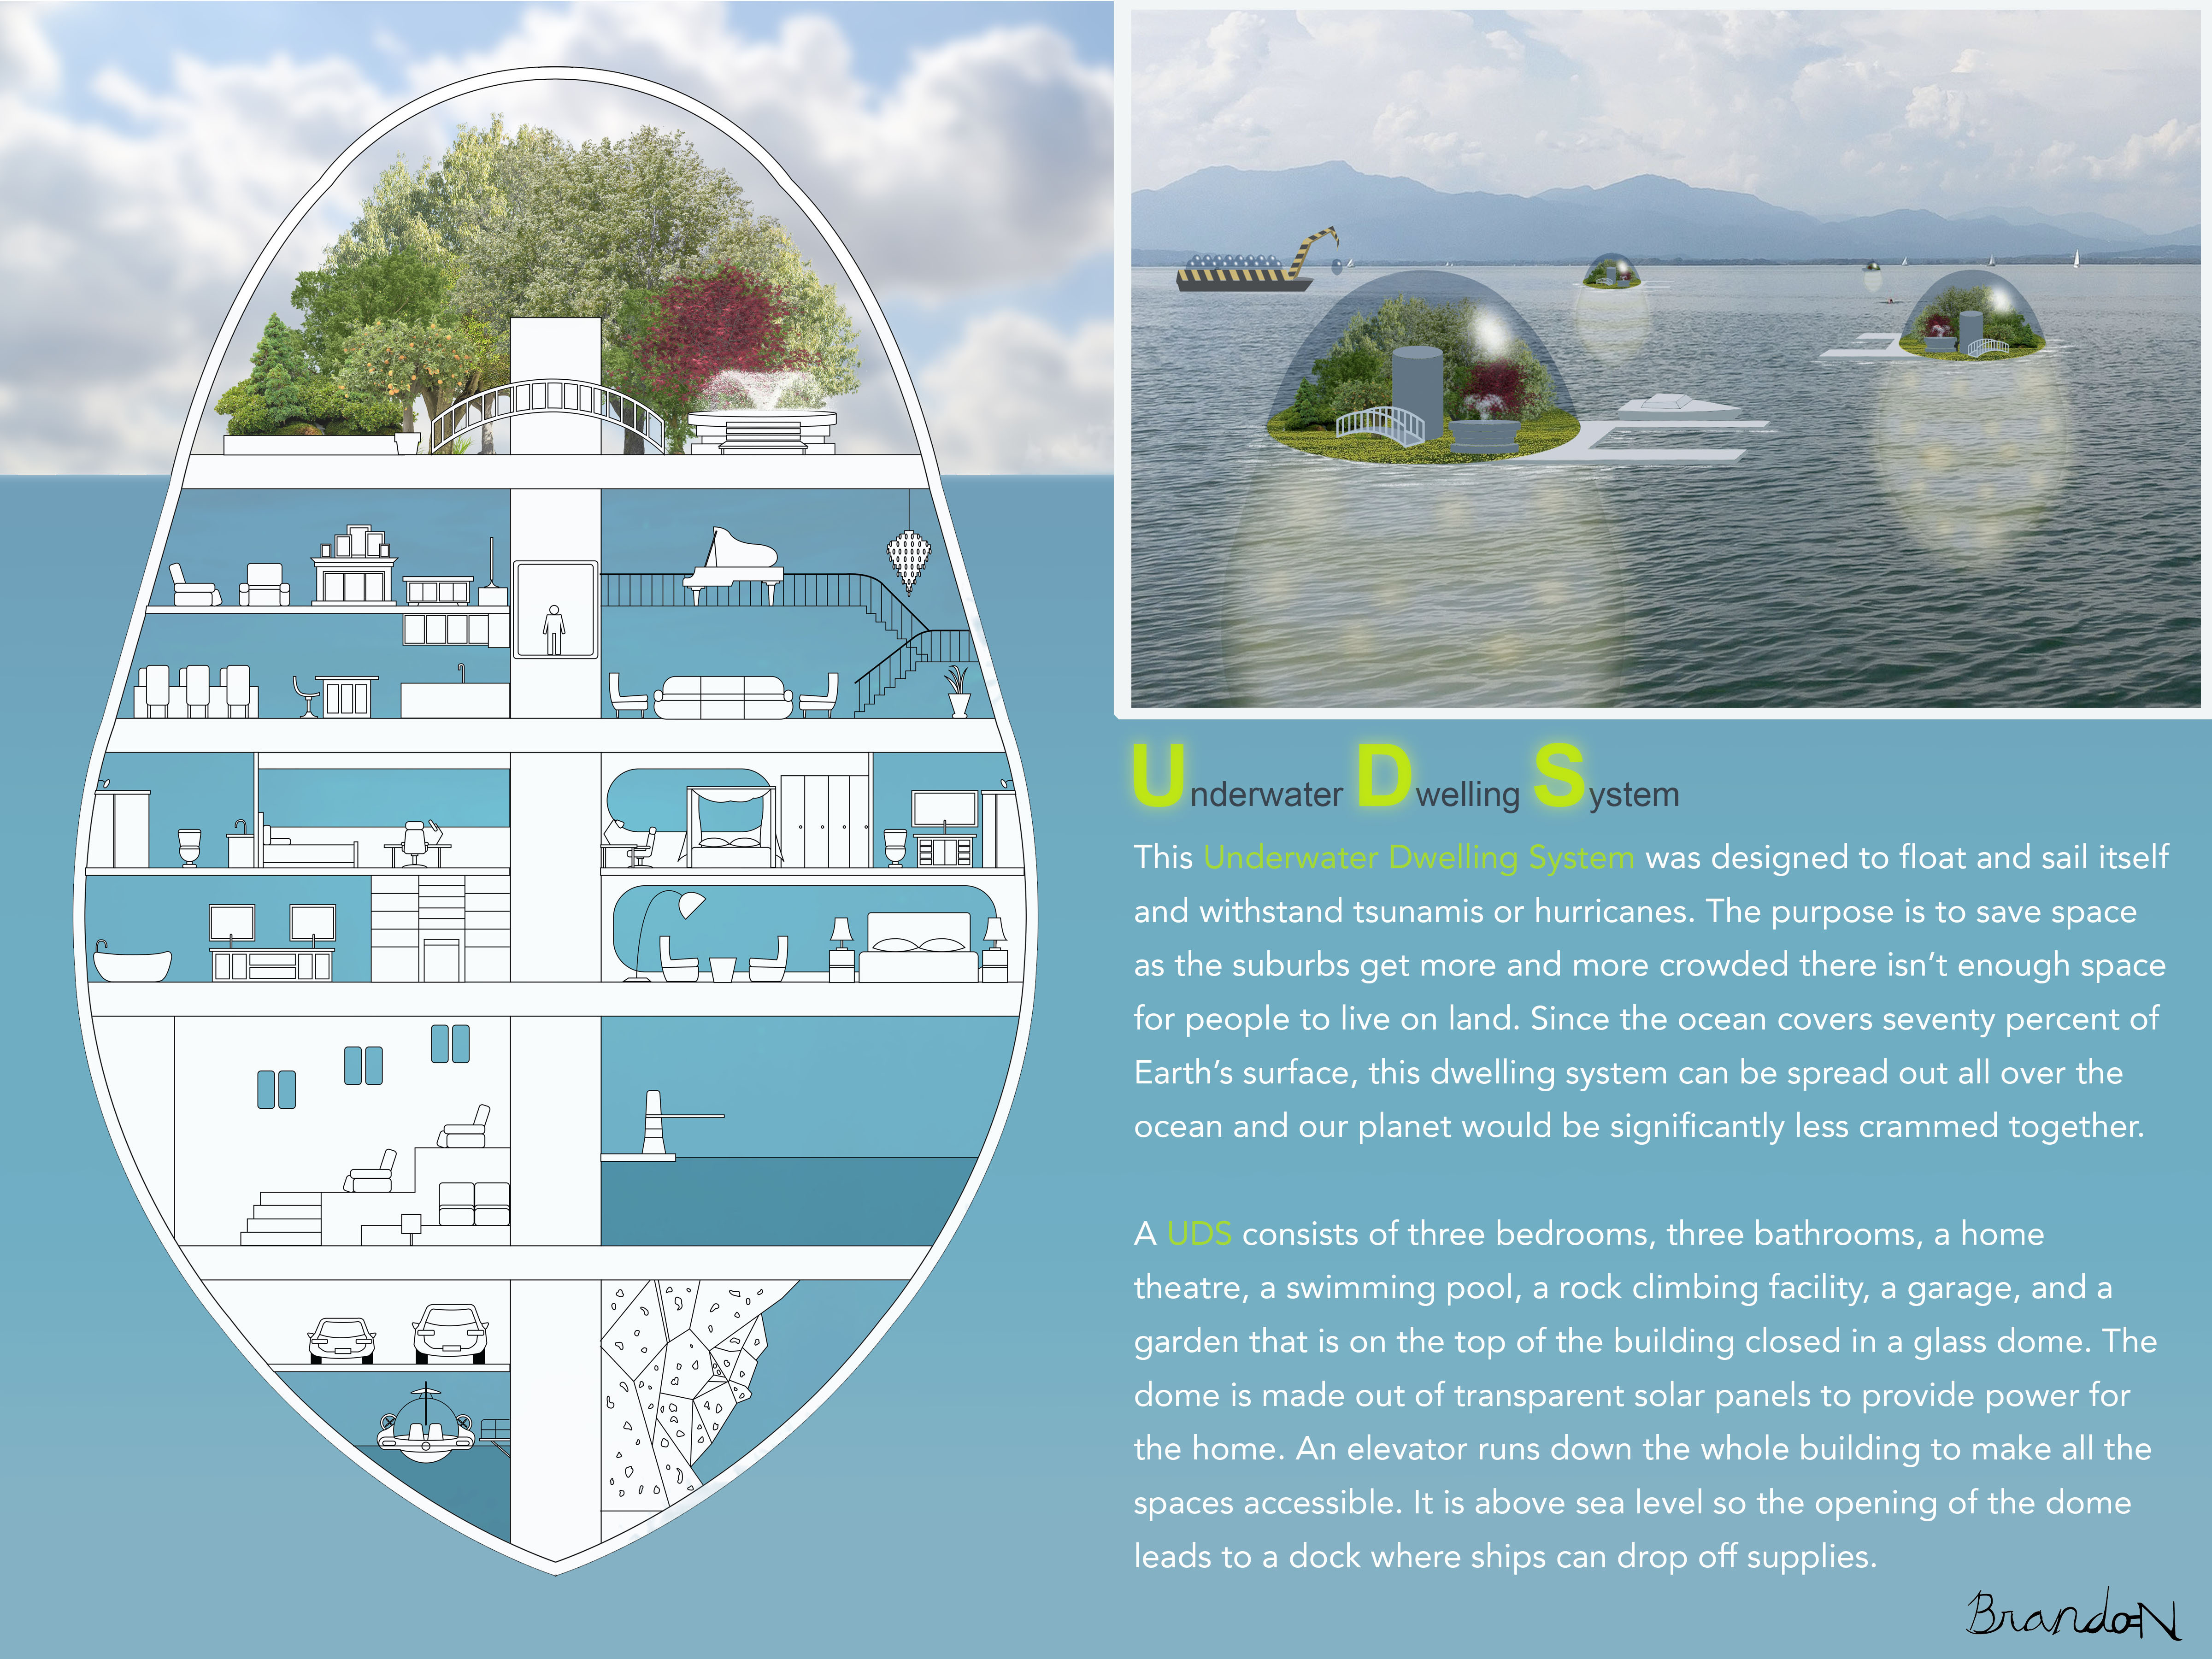 Underwater Dwelling System
This Underwater Dwelling System was designed to float and sail itself
and withstand tsunamis or hurricanes. The purpose is to save space
as the suburbs get more and more crowded there isn’t enough space
for people to live on land. Since the ocean covers seventy percent of
Earth’s surface, this dwelling system can be spread out all over the
ocean and our planet would be significantly less crammed together.
A UDS consists of three bedrooms, three bathrooms, a home
theatre, a swimming pool, a rock climbing facility, a garage, and a
garden that is on the top of the building closed in a glass dome. The
dome is made out of transparent solar panels to provide power for
the home. An elevator runs down the whole building to make all the
spaces accessible. It is above sea level so the opening of the dome
leads to a dock where ships can drop off supplies.
BrandoN